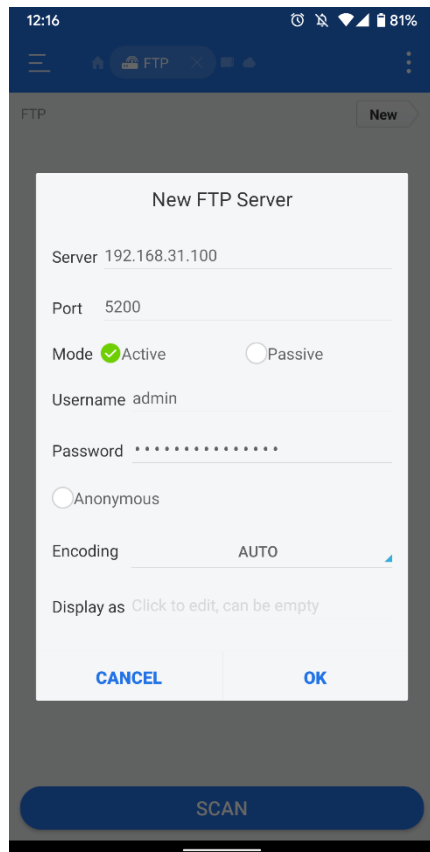 12:16
81%
FTP
FTP
New
New FTP Server
Server 192.168.31.100
Port 5200
Mode Active Passive
Username admin
Password •••••••••••••••
Anonymous
Encoding AUTO
Display as Click to edit, can be empty
CANCEL OK
SCAN